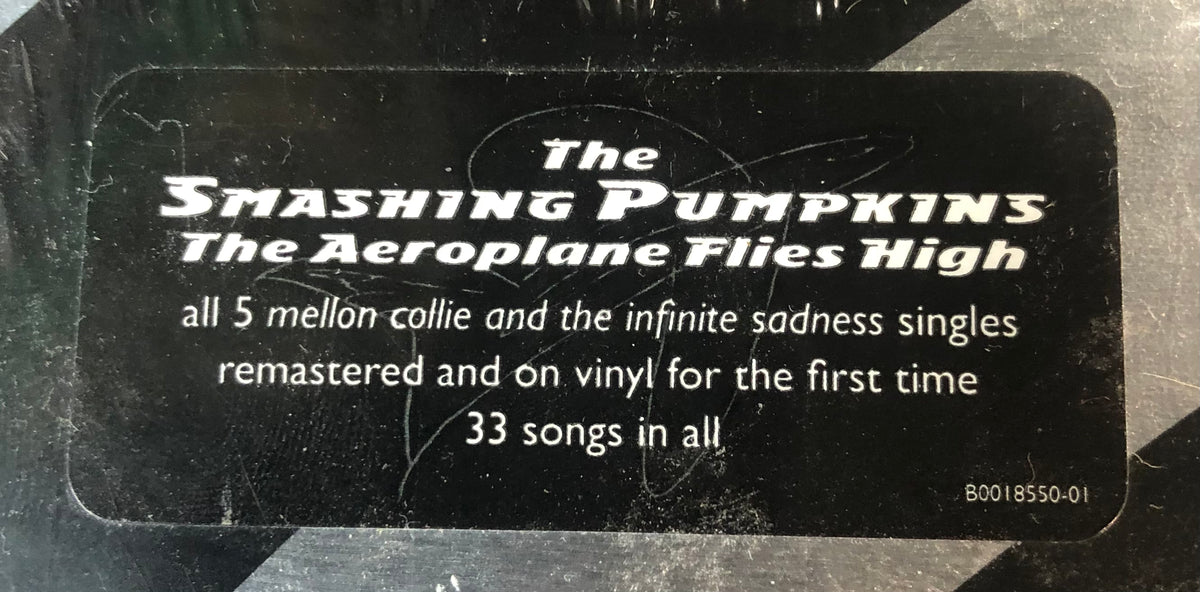 The
SMASHING PUMPKINS
The Aeroplane Flies High
all 5 mellon collie and the infinite sadness singles
remastered and on vinyl for the first time
33 songs in all
B0018550-01